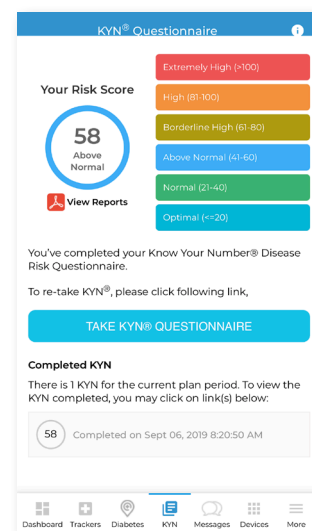 KYN® Questionnaire
Your Risk Score
58
Above
Normal
View Reports
Extremely High (>100)
High (81-100)
Borderline High (61-80)
Above Normal (41-60)
Normal (21-40)
Optimal (<=20)
You've completed your Know Your Number® Disease
Risk Questionnaire.
To re-take KYN®, please click following link,
TAKE KYN® QUESTIONNAIRE
Completed KYN
There is 1 KYN for the current plan period. To view the
KYN completed, you may click on link(s) below:
58 Completed on Sept 06, 2019 8:20:50 AM
Dashboard Trackers Diabetes KYN Messages Devices More